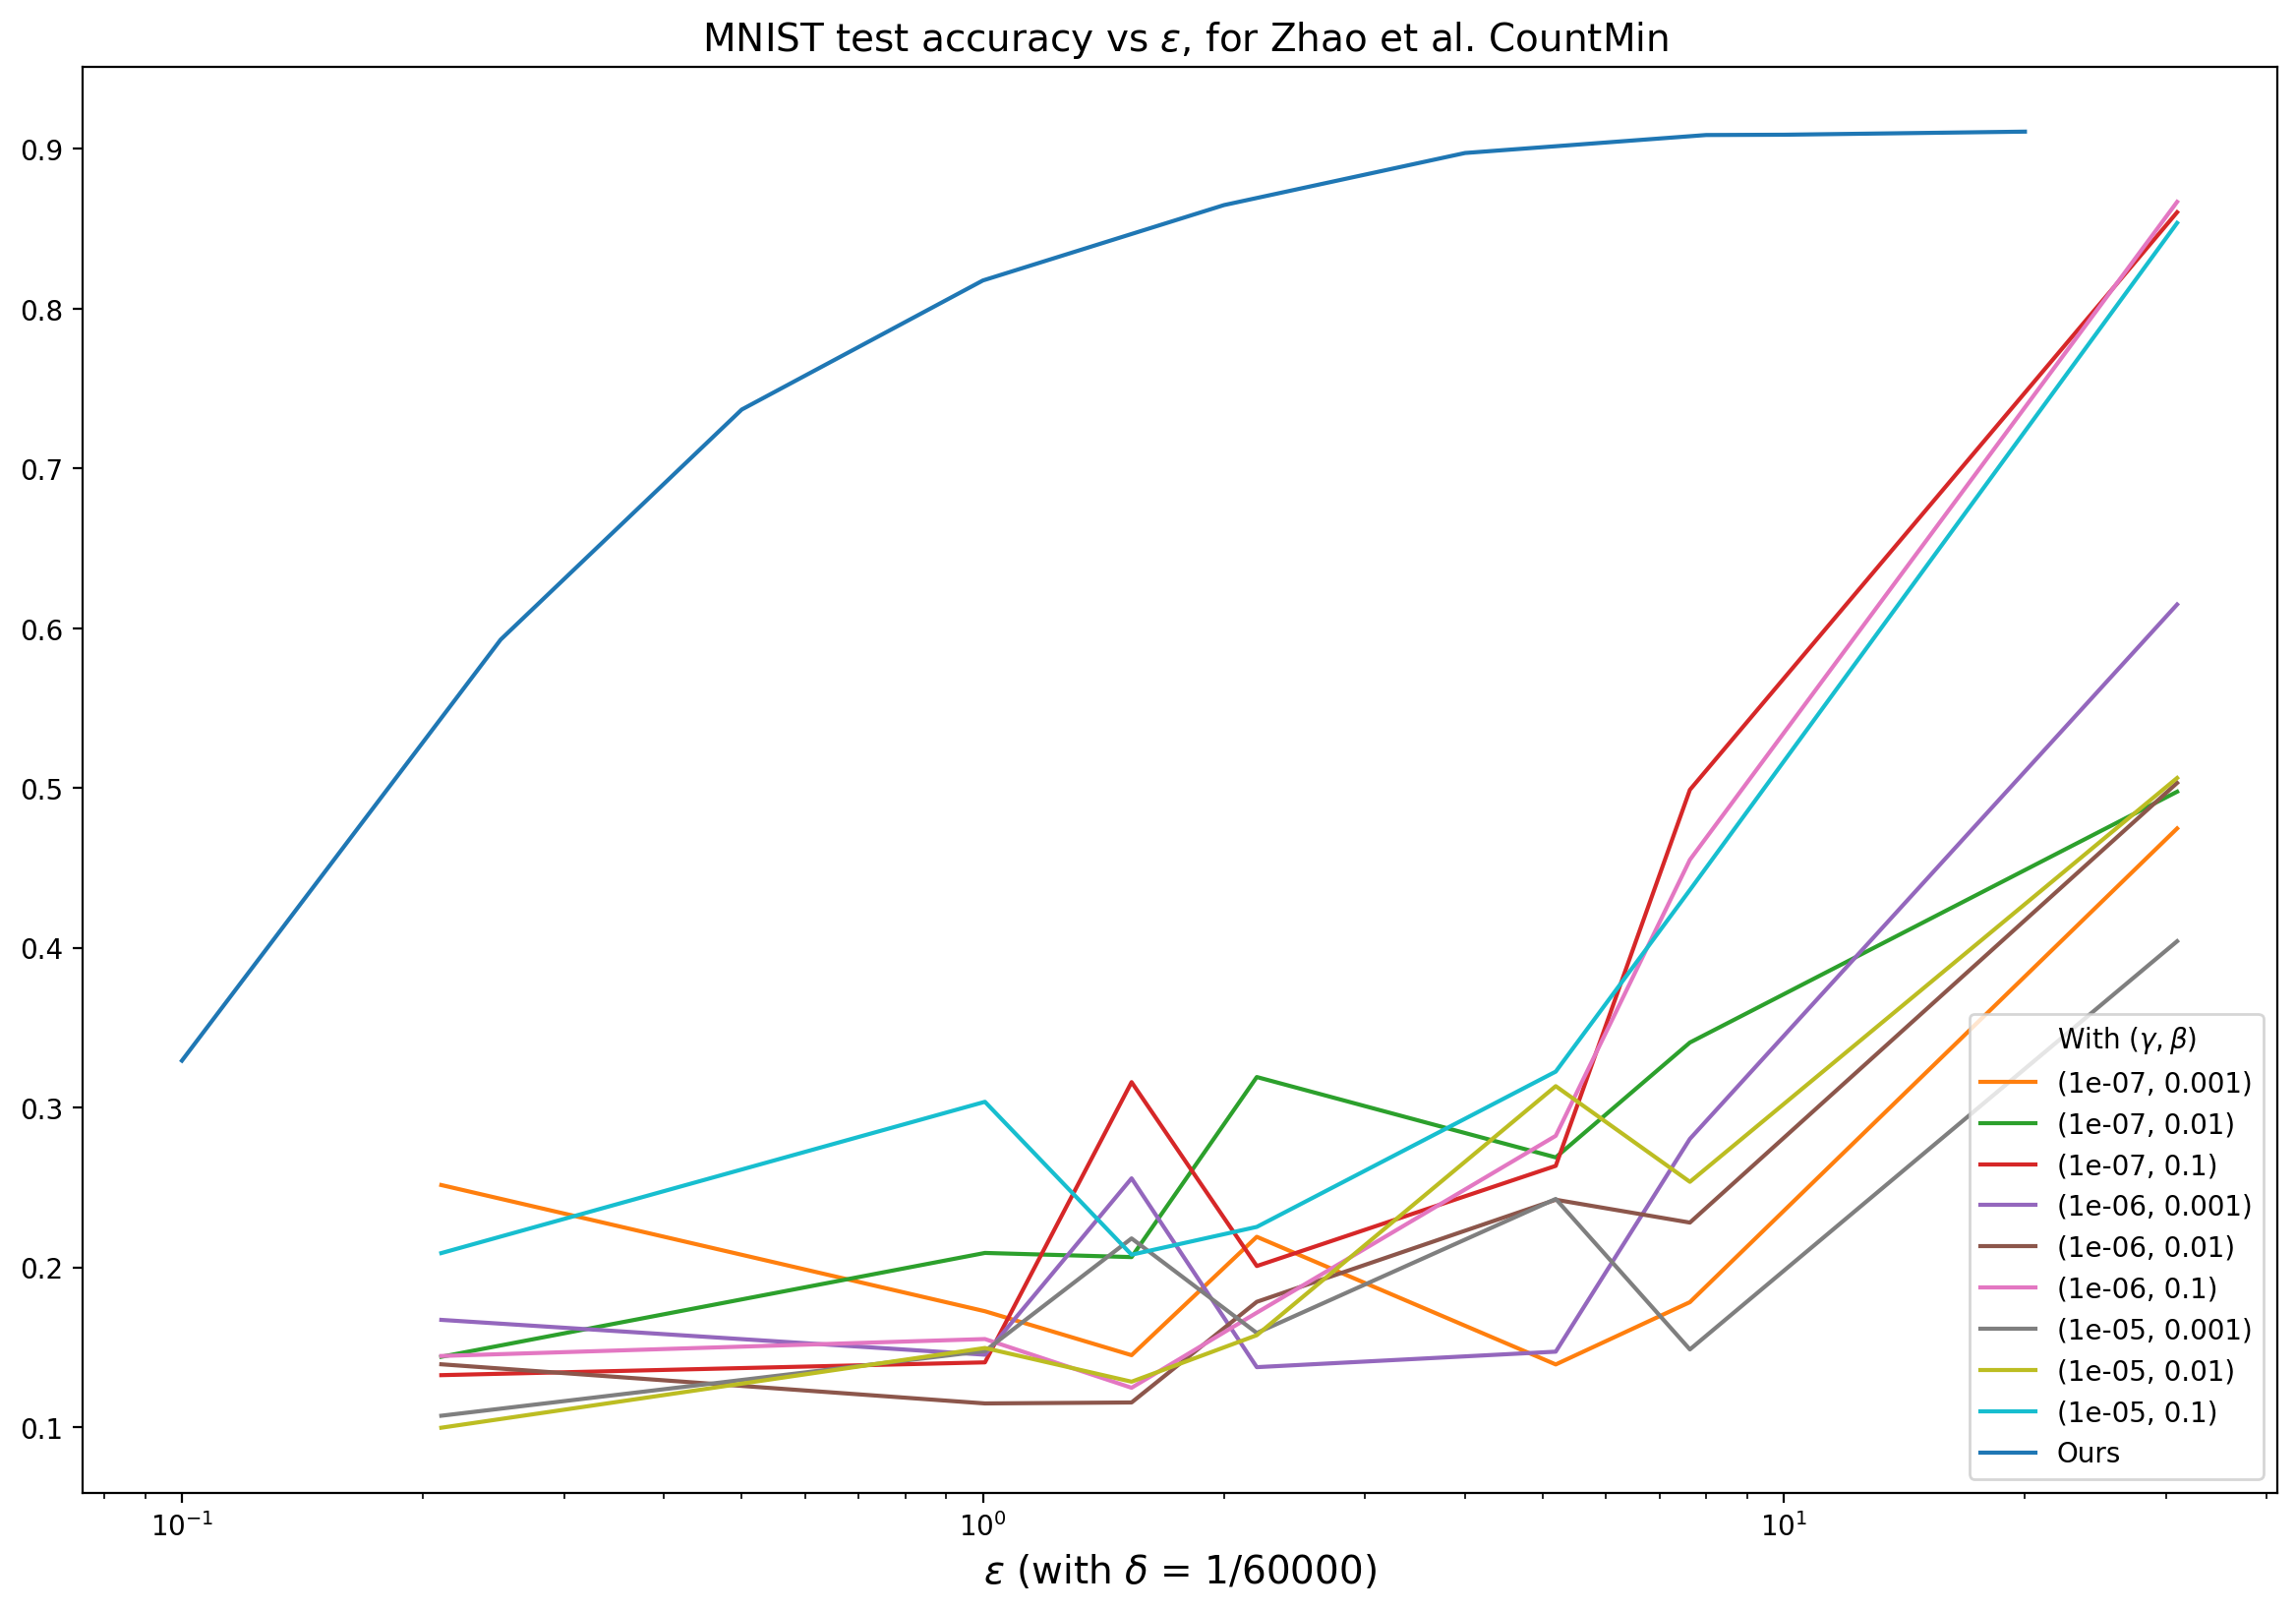 MNIST test accuracy vs ε, for Zhao et al. CountMin
0.9
0.8
0.7
0.6
0.5
0.4
0.3
0.2
0.1
10⁻¹ 10⁰ 10¹
ε (with δ = 1/60000)
With (γ, β)
(1e-07, 0.001)
(1e-07, 0.01)
(1e-07, 0.1)
(1e-06, 0.001)
(1e-06, 0.01)
(1e-06, 0.1)
(1e-05, 0.001)
(1e-05, 0.01)
(1e-05, 0.1)
Ours